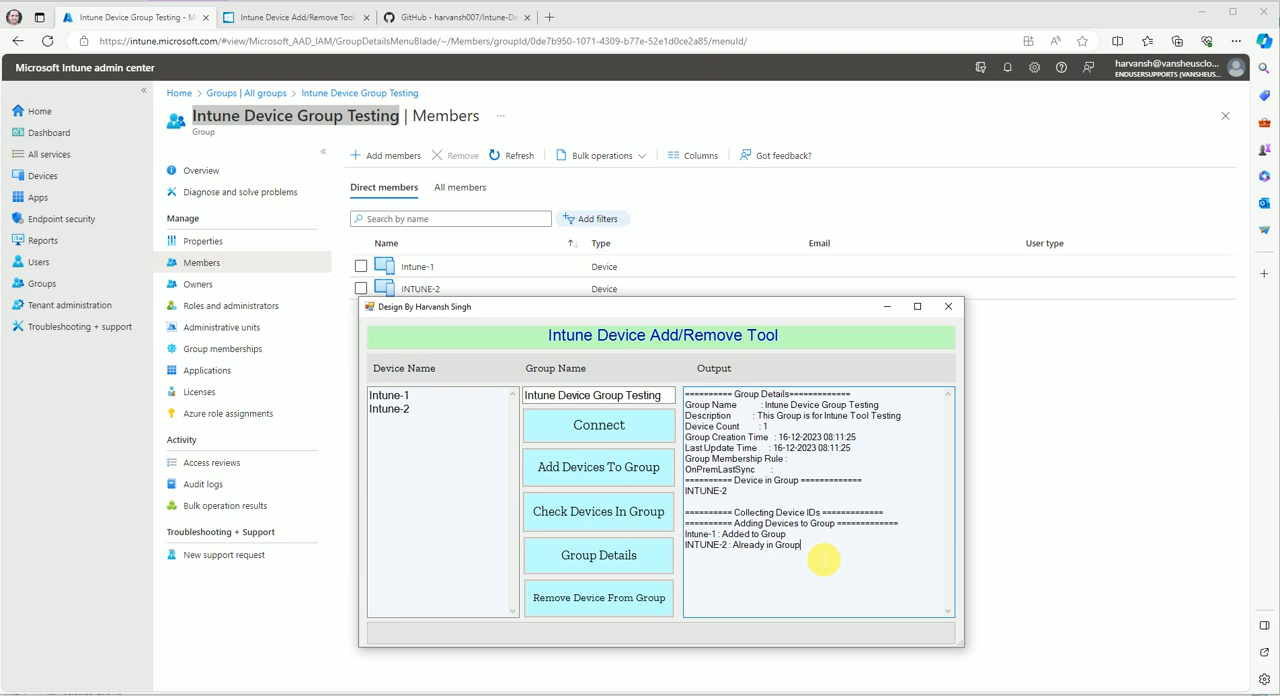 Intune Device Group Testing - M
Intune Device Add/Remove Tool
GitHub - harvansh007/Intune-De
https://intune.microsoft.com/#view/Microsoft_AAD_IAM/GroupDetailsMenuBlade/~/Members/groupId/0de7b950-1071-4309-b77e-52e1d0ce2a85/menuId/
Microsoft Intune admin center
harvansh@vansheusclo...
ENDUSERSUPPORTS (VANSHEUS...
Home
Dashboard
All services
Devices
Apps
Endpoint security
Reports
Users
Groups
Tenant administration
Troubleshooting + support
Home > Groups | All groups > Intune Device Group Testing
Intune Device Group Testing | Members ...
Group
Overview
Diagnose and solve problems
Manage
Properties
Members
Owners
Roles and administrators
Administrative units
Group memberships
Applications
Licenses
Azure role assignments
Activity
Access reviews
Audit logs
Bulk operation results
Troubleshooting + Support
New support request
Add members Remove Refresh Bulk operations Columns Got feedback?
Direct members All members
Search by name Add filters
Name Type Email User type
Intune-1 Device
INTUNE-2 Device
Design By Harvansh Singh
Intune Device Add/Remove Tool
Device Name Group Name Output
Intune-1
Intune-2
Intune Device Group Testing
Connect
Add Devices To Group
Check Devices In Group
Group Details
Remove Device From Group
========== Group Details=============
Group Name : Intune Device Group Testing
Description : This Group is for Intune Tool Testing
Device Count : 1
Group Creation Time : 16-12-2023 08:11:25
Last Update Time : 16-12-2023 08:11:25
Group Membership Rule :
OnPremLastSync :
========== Device in Group =============
INTUNE-2
========== Collecting Device IDs =============
========== Adding Devices to Group =============
Intune-1 : Added to Group
INTUNE-2 : Already in Group